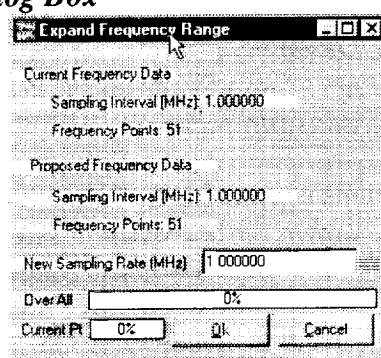 og Box
Expand Frequency Range
Current Frequency Data
Sampling Interval (MHz): 1.000000
Frequency Points: 51
Proposed Frequency Data
Sampling Interval (MHz): 1.000000
Frequency Points: 51
New Sampling Rate (MHz) 1.000000
Over All 0%
Current Pt 0% Ok Cancel